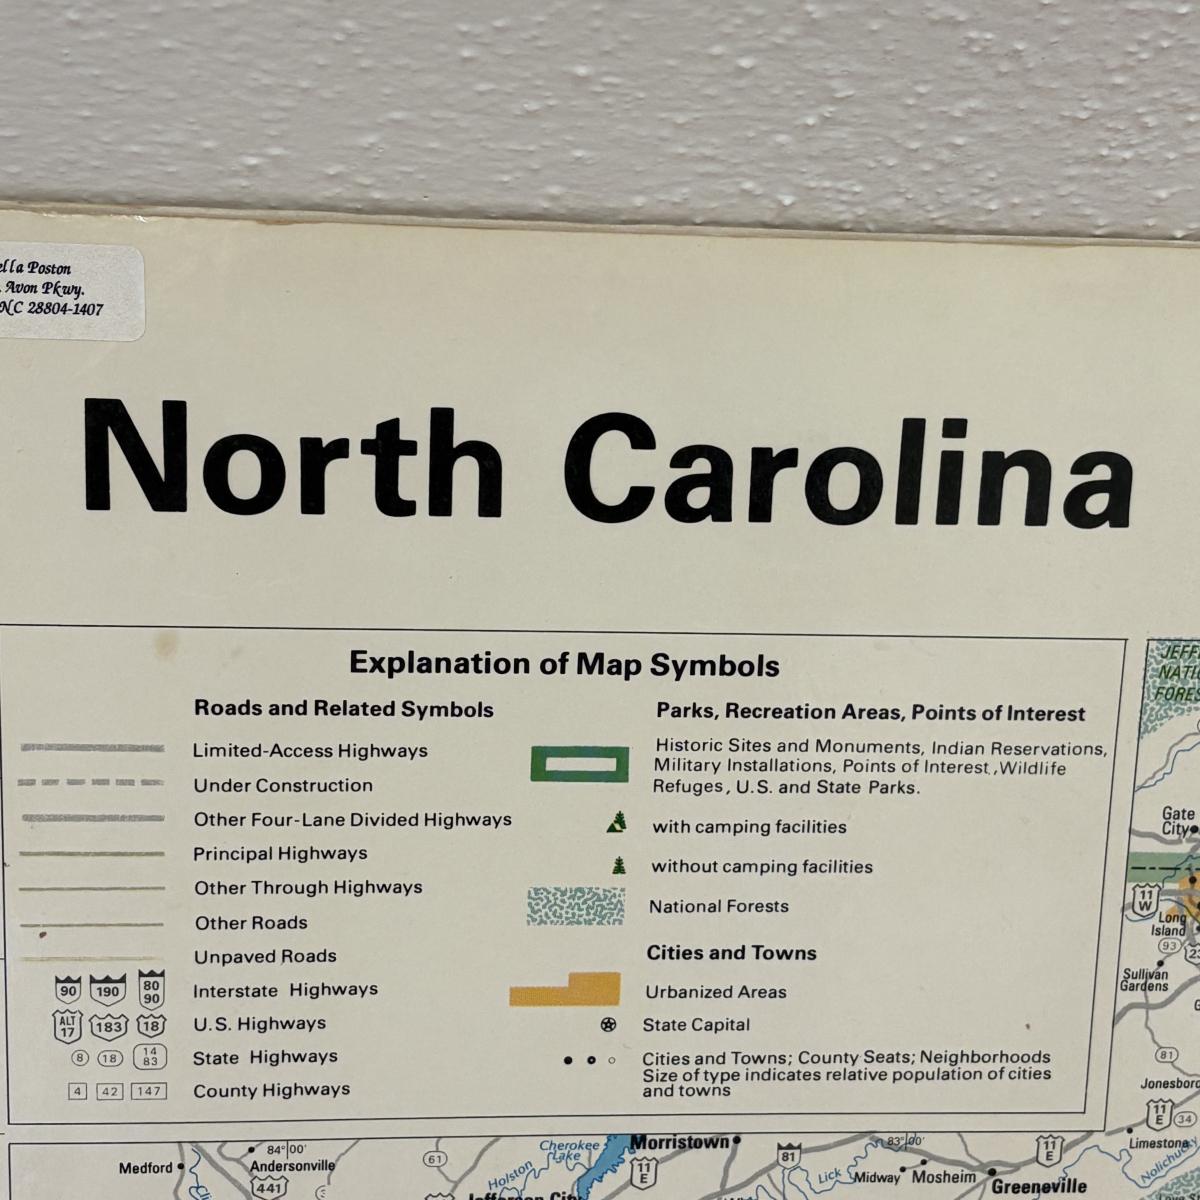 Poston
Avon Pkwy.
NC 28804-1407
North Carolina
Explanation of Map Symbols
Roads and Related Symbols
Limited-Access Highways
Under Construction
Other Four-Lane Divided Highways
Principal Highways
Other Through Highways
Other Roads
Unpaved Roads
90 190 80 90 Interstate Highways
ALT 17 183 18 U.S. Highways
8 18 14 83 State Highways
4 42 147 County Highways
Parks, Recreation Areas, Points of Interest
Historic Sites and Monuments, Indian Reservations,
Military Installations, Points of Interest, Wildlife
Refuges, U.S. and State Parks.
with camping facilities
without camping facilities
National Forests
Cities and Towns
Urbanized Areas
State Capital
Cities and Towns; County Seats; Neighborhoods
Size of type indicates relative population of cities
and towns
Gate
City
11
W
Long
Island
93
Sullivan
Gardens
81
11
E
34
Limestone
84°00'
Medford
Andersonville
441
61
Cherokee
Lake
Holston
Morristown
11
E
81
Lick
83°00'
Midway
Mosheim
11
E
Greeneville